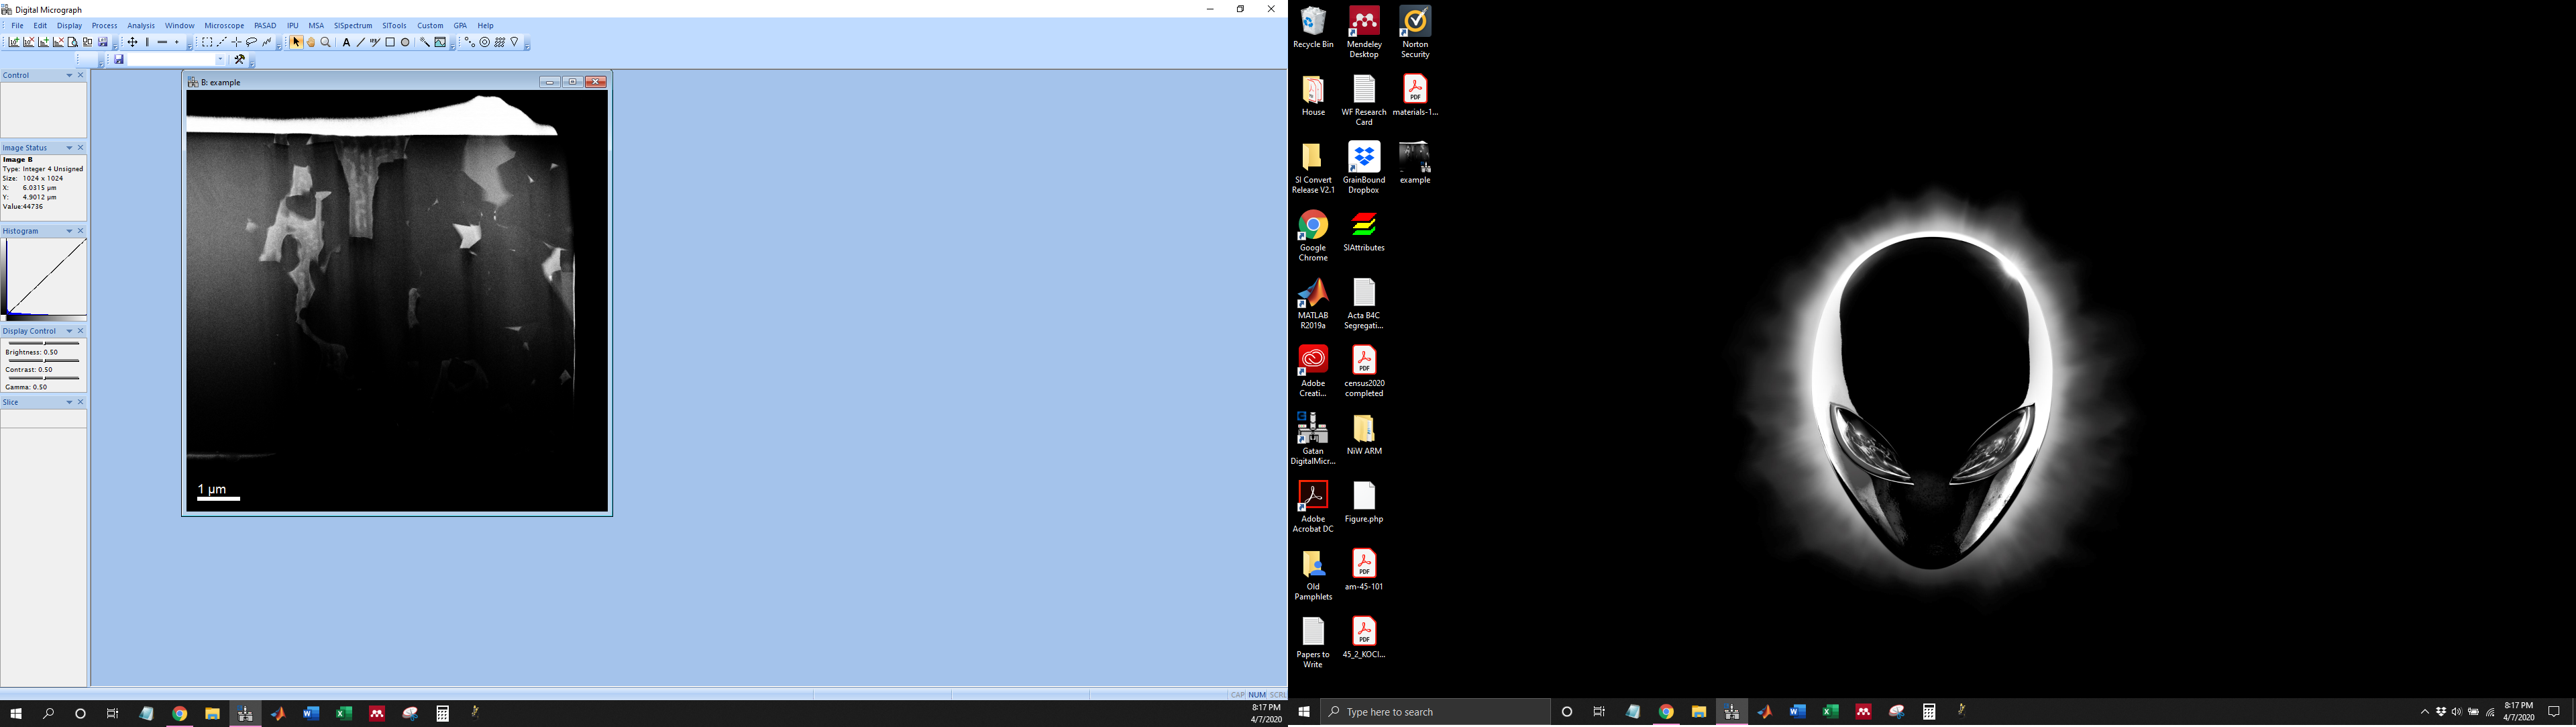 Digital Micrograph
File Edit Display Process Analysis Window Microscope PASAD IPU MSA SISpectrum SITools Custom GPA Help
Control
Image Status
Image B
Type: Integer 4 Unsigned
Size: 1024 x 1024
X: 6.0315 µm
Y: 4.9012 µm
Value:44736
Histogram
Display Control
Brightness: 0.50
Contrast: 0.50
Gamma: 0.50
Slice
B: example
1 µm
CAP NUM SCRL
8:17 PM
4/7/2020
Recycle Bin
Mendeley
Desktop
Norton
Security
House
WF Research
Card
materials-1...
SI Convert
Release V2.1
GrainBound
Dropbox
example
Google
Chrome
SIAttributes
MATLAB
R2019a
Acta B4C
Segregati...
Adobe
Creati...
census2020
completed
Gatan
DigitalMicr...
NiW ARM
Adobe
Acrobat DC
Figure.php
Old
Pamphlets
am-45-101
Papers to
Write
45_2_KOCI...
Type here to search
8:17 PM
4/7/2020